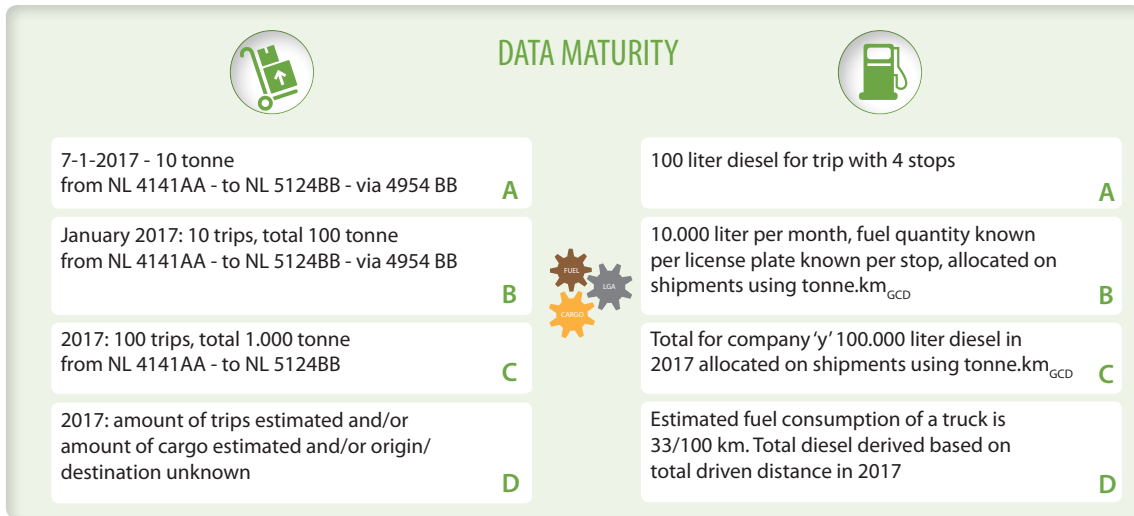 DATA MATURITY
7-1-2017 - 10 tonne
from NL 4141AA - to NL 5124BB - via 4954 BB
A
January 2017: 10 trips, total 100 tonne
from NL 4141AA - to NL 5124BB - via 4954 BB
B
2017: 100 trips, total 1.000 tonne
from NL 4141AA - to NL 5124BB
C
2017: amount of trips estimated and/or
amount of cargo estimated and/or origin/
destination unknown
D
FUEL
LGA
CARGO
100 liter diesel for trip with 4 stops
A
10.000 liter per month, fuel quantity known
per license plate known per stop, allocated on
shipments using tonne.kmGCD
B
Total for company ‘y’ 100.000 liter diesel in
2017 allocated on shipments using tonne.kmGCD
C
Estimated fuel consumption of a truck is
33/100 km. Total diesel derived based on
total driven distance in 2017
D